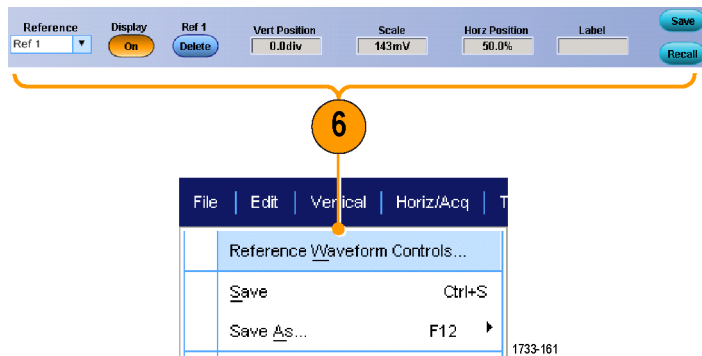 Reference Display Ref 1 Vert Position Scale Horz Position Label Save
Ref 1 On Delete 0.0div 143mV 50.0% Recall
6
File | Edit | Vertical | Horiz/Acq | T
Reference Waveform Controls...
Save Ctrl+S
Save As... F12
1733-161